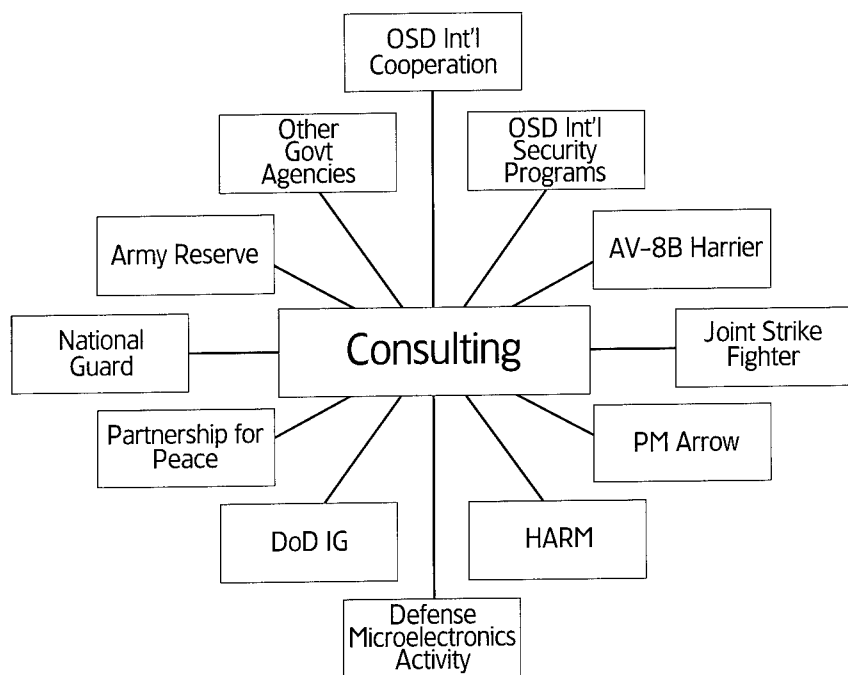 OSD Int'l
Cooperation
Other
Govt
Agencies
OSD Int'l
Security
Programs
Army Reserve
AV-8B Harrier
National
Guard
Consulting
Joint Strike
Fighter
Partnership for
Peace
PM Arrow
DoD IG
HARM
Defense
Microelectronics
Activity